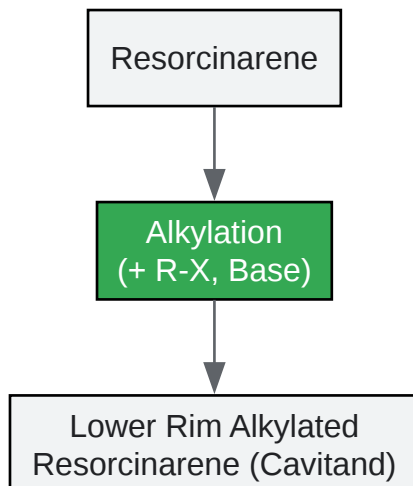 Resorcinarene
Alkylation
(+ R-X, Base)
Lower Rim Alkylated
Resorcinarene (Cavitand)